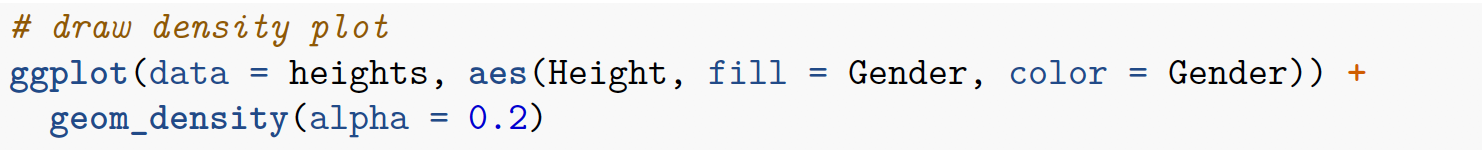 # draw density plot
ggplot(data = heights, aes(Height, fill = Gender, color = Gender)) +
  geom_density(alpha = 0.2)